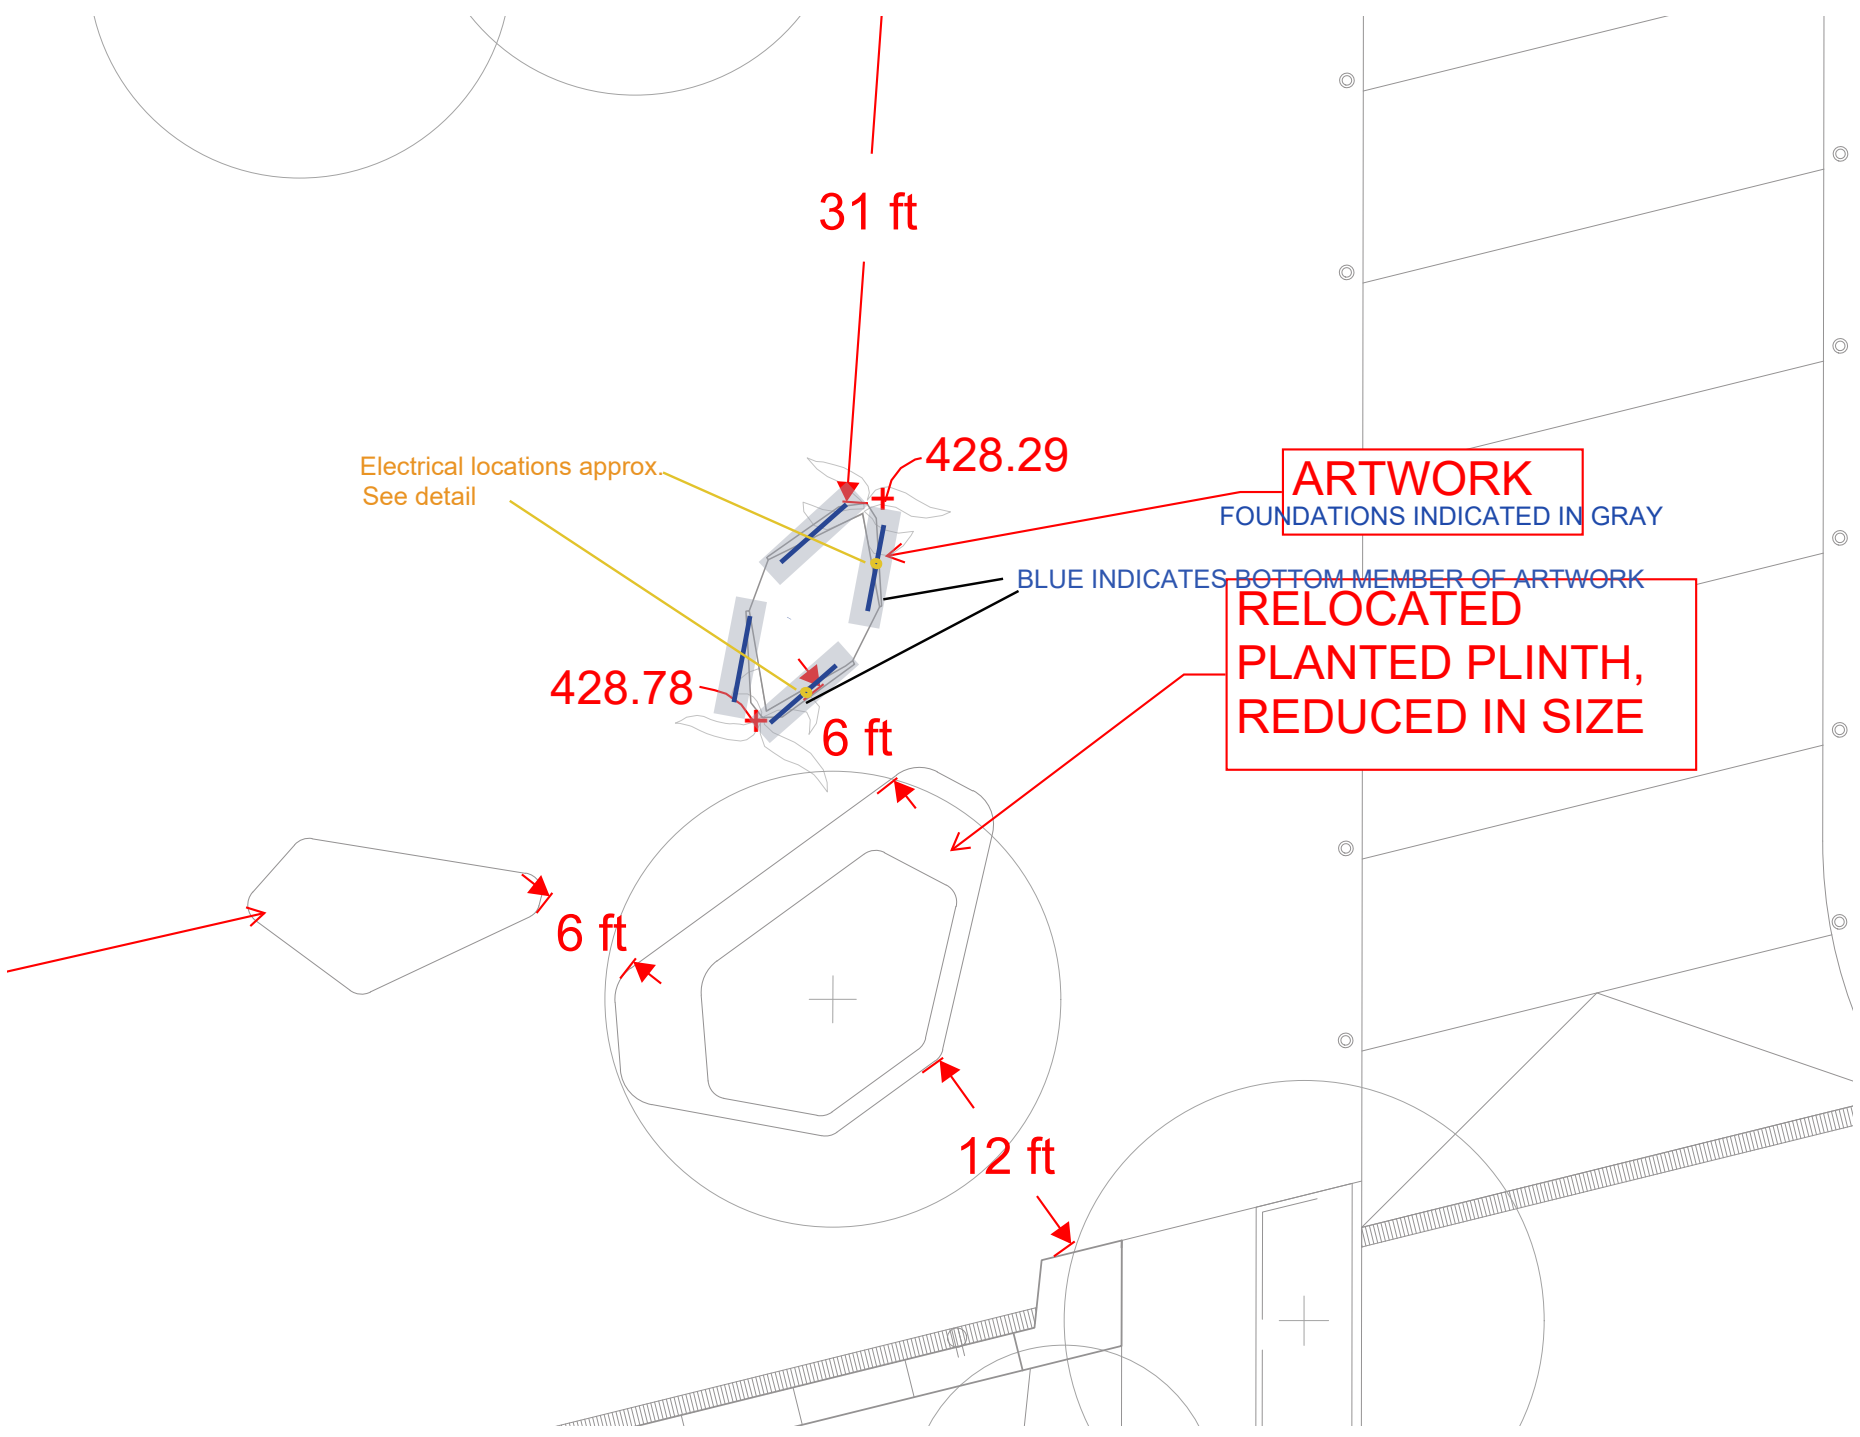 31 ft
428.29
Electrical locations approx.
See detail
ARTWORK
FOUNDATIONS INDICATED IN GRAY
BLUE INDICATES BOTTOM MEMBER OF ARTWORK
RELOCATED
PLANTED PLINTH,
REDUCED IN SIZE
428.78
6 ft
6 ft
12 ft